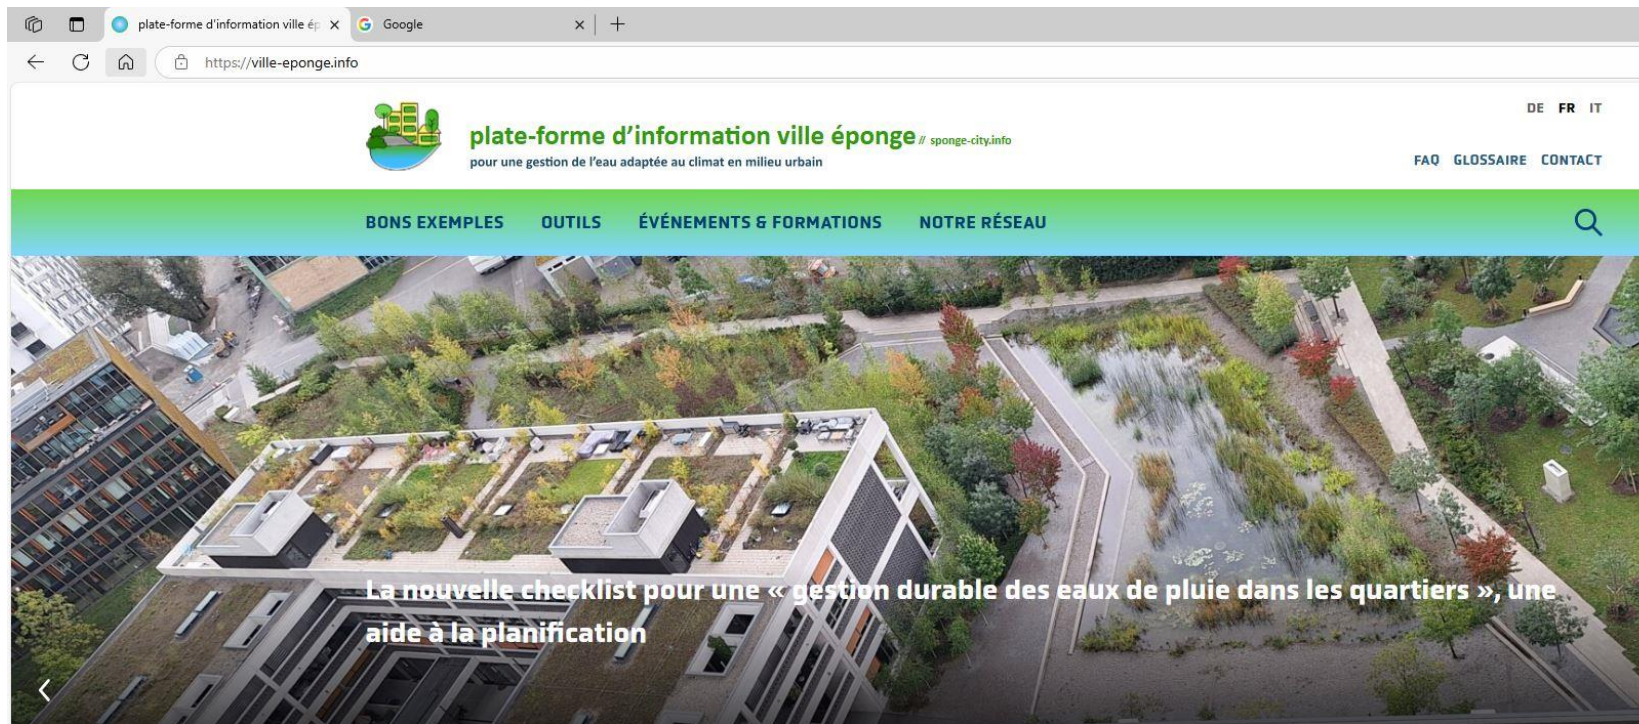 plate-forme d'information ville ép
Google
https://ville-eponge.info
DE FR IT
plate-forme d'information ville éponge // sponge-city.info
pour une gestion de l'eau adaptée au climat en milieu urbain
FAQ GLOSSAIRE CONTACT
BONS EXEMPLES OUTILS ÉVÉNEMENTS & FORMATIONS NOTRE RÉSEAU
La nouvelle checklist pour une « gestion durable des eaux de pluie dans les quartiers », une
aide à la planification